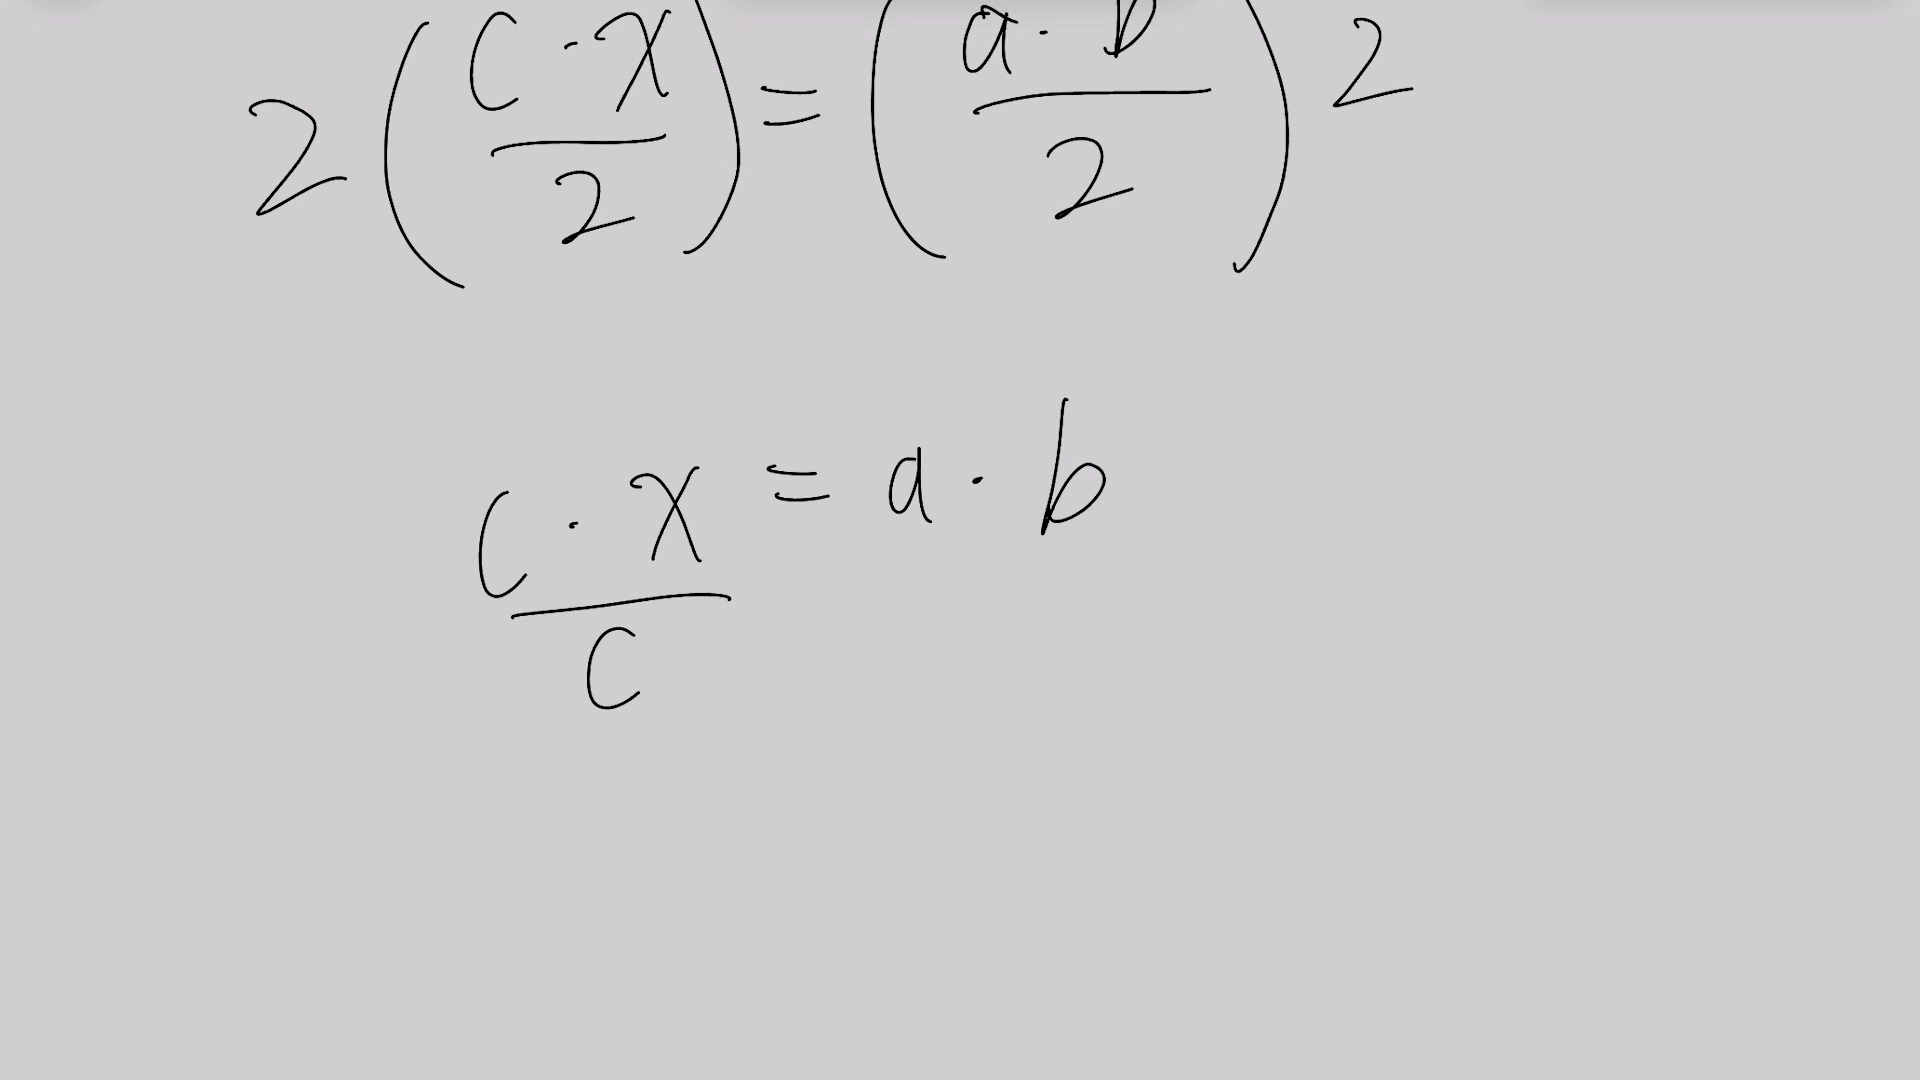 2 ( c · x / 2 ) = ( a · b / 2 ) 2
c · x / c = a · b